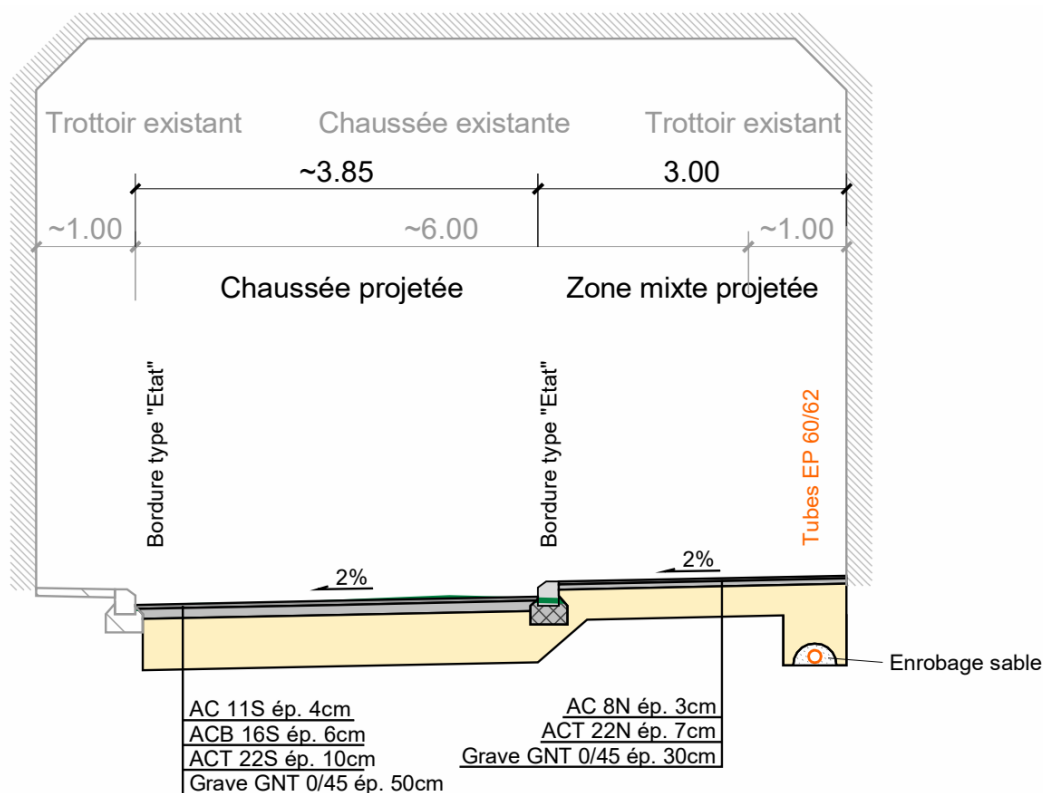 Trottoir existant
Chaussée existante
Trottoir existant
~3.85
3.00
~1.00
~6.00
~1.00
Chaussée projetée
Zone mixte projetée
Bordure type "Etat"
Bordure type "Etat"
Tubes EP 60/62
2%
2%
Enrobage sable
AC 11S ép. 4cm
ACB 16S ép. 6cm
ACT 22S ép. 10cm
Grave GNT 0/45 ép. 50cm
AC 8N ép. 3cm
ACT 22N ép. 7cm
Grave GNT 0/45 ép. 30cm